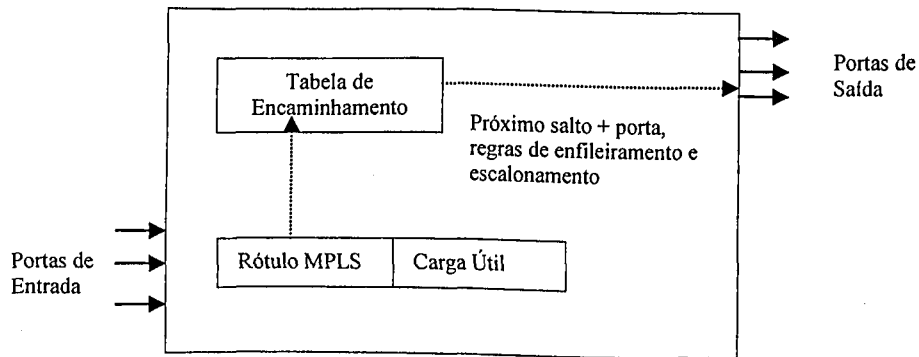 Tabela de
Encaminhamento
Portas de
Saída
Próximo salto + porta,
regras de enfileiramento e
escalonamento
Rótulo MPLS
Carga Útil
Portas de
Entrada